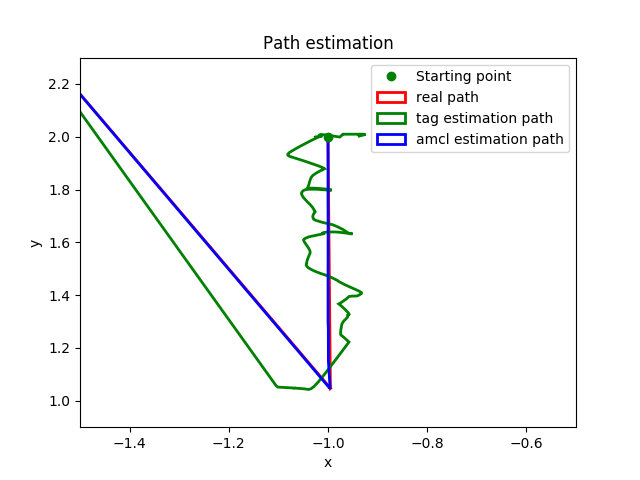 Path estimation
Starting point
real path
tag estimation path
amcl estimation path
y
2.2
2.0
1.8
1.6
1.4
1.2
1.0
−1.4
−1.2
−1.0
−0.8
−0.6
x